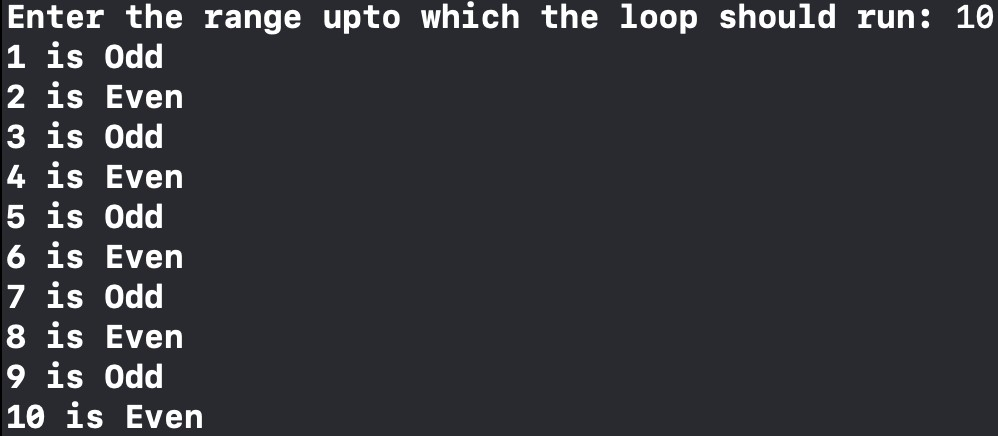 Enter the range upto which the loop should run: 10
1 is Odd
2 is Even
3 is Odd
4 is Even
5 is Odd
6 is Even
7 is Odd
8 is Even
9 is Odd
10 is Even